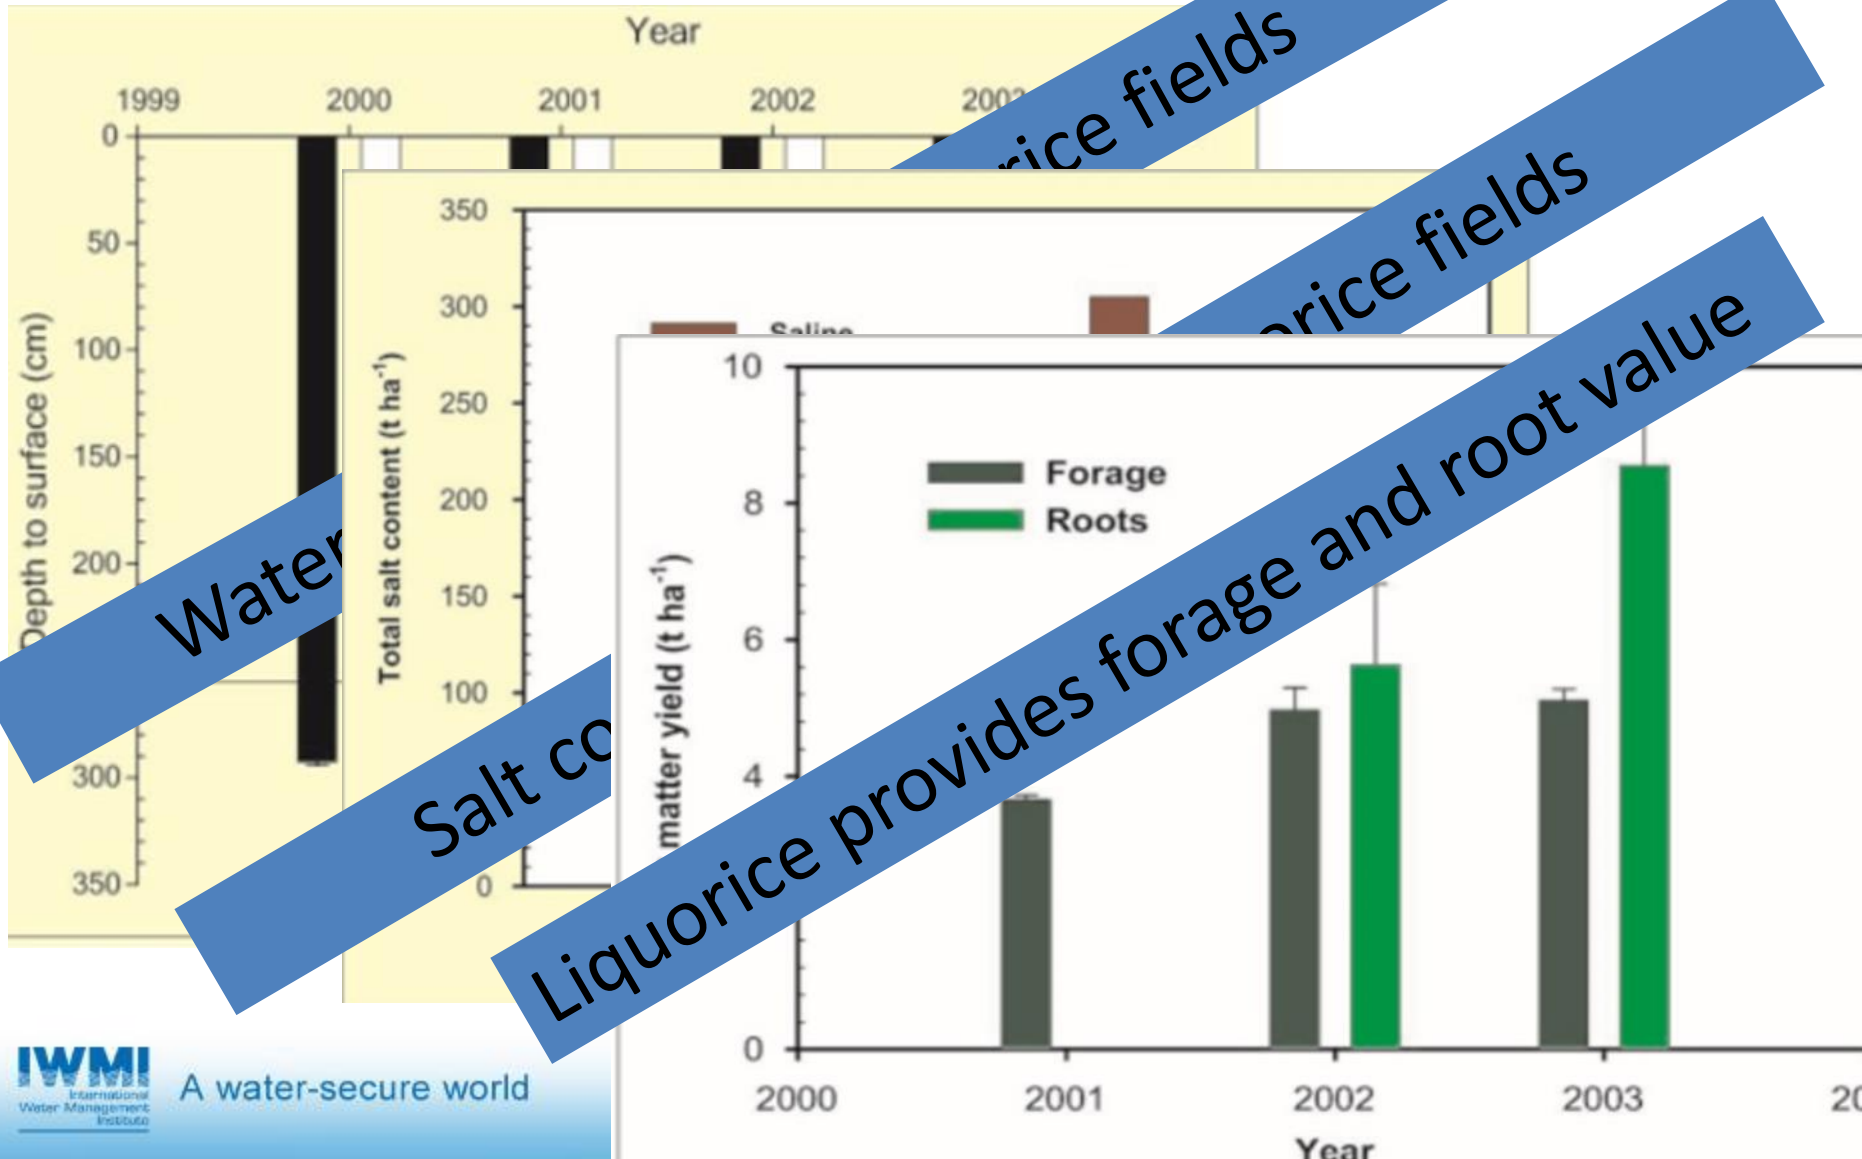 Year
1999 2000 2001 2002
0
50
100
150
200
300
350
Depth to surface (cm)
Water
fields
350
300
250
200
150
100
0
Total salt content (t ha-1)
Saline
Salt
fields
10
8
6
4
0
matter yield (t ha-1)
Forage
Roots
Liquorice provides forage and root value
2000 2001 2002 2003
Year
IWMI
International
Water Management
Institute
A water-secure world